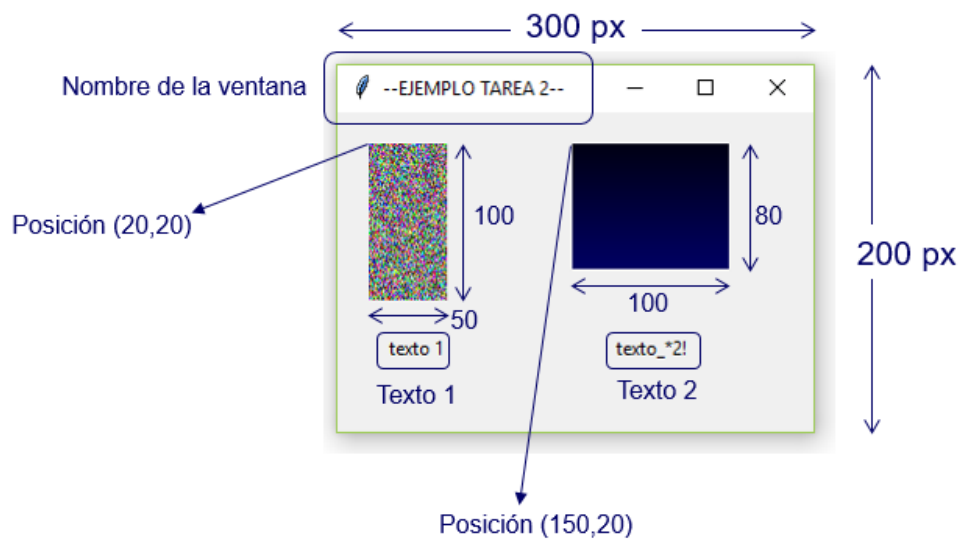 300 px
Nombre de la ventana
--EJEMPLO TAREA 2--
Posición (20,20)
100
80
200 px
50
100
texto 1
texto_*2!
Texto 1
Texto 2
Posición (150,20)